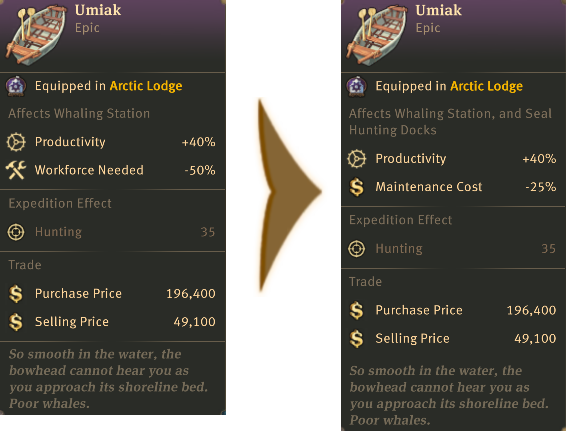 Umiak
Epic
Equipped in Arctic Lodge
Affects Whaling Station
Productivity +40%
Workforce Needed -50%
Expedition Effect
Hunting 35
Trade
Purchase Price 196,400
Selling Price 49,100
So smooth in the water, the
bowhead cannot hear you as
you approach its shoreline bed.
Poor whales.
Umiak
Epic
Equipped in Arctic Lodge
Affects Whaling Station, and Seal
Hunting Docks
Productivity +40%
Maintenance Cost -25%
Expedition Effect
Hunting 35
Trade
Purchase Price 196,400
Selling Price 49,100
So smooth in the water, the
bowhead cannot hear you as
you approach its shoreline bed.
Poor whales.